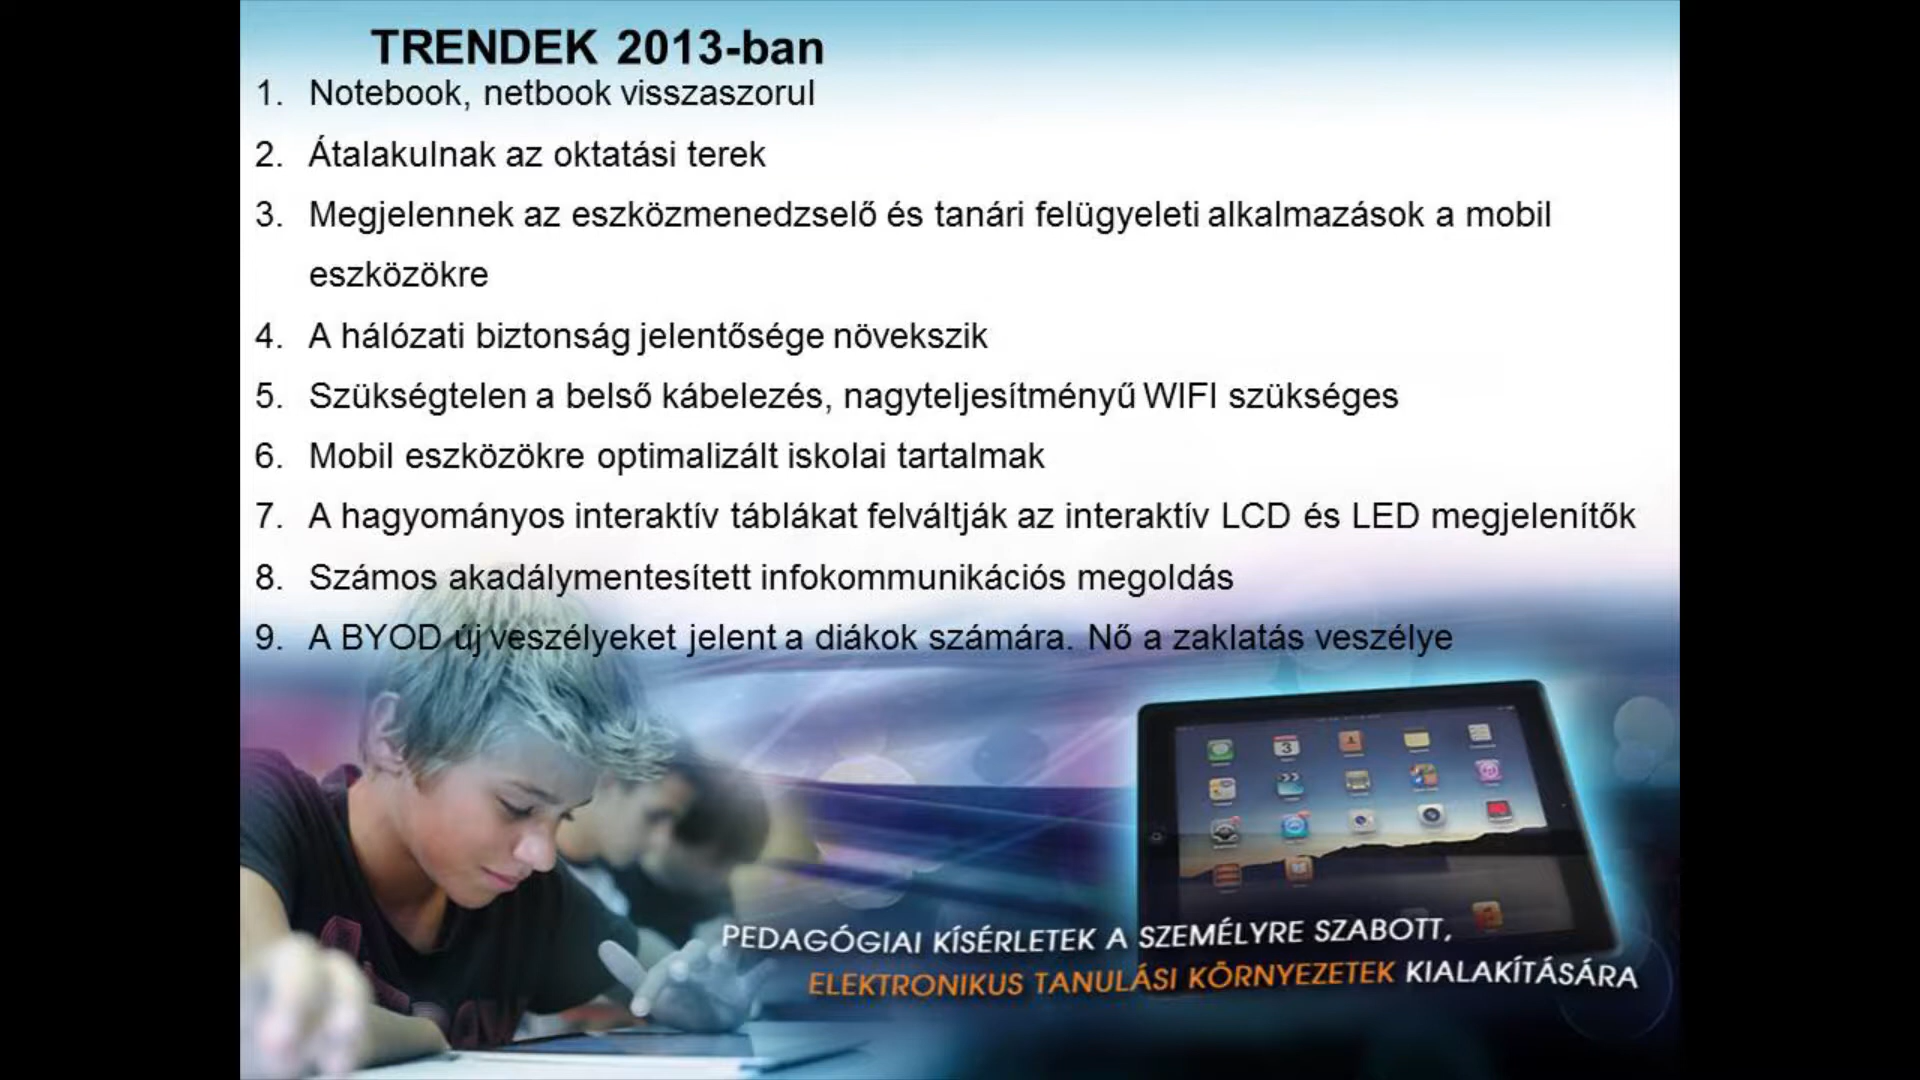 TRENDEK 2013-ban
1. Notebook, netbook visszaszorul
2. Átalakulnak az oktatási terek
3. Megjelennek az eszközmenedzselő és tanári felügyeleti alkalmazások a mobil
eszközökre
4. A hálózati biztonság jelentősége növekszik
5. Szükségtelen a belső kábelezés, nagyteljesítményű WIFI szükséges
6. Mobil eszközökre optimalizált iskolai tartalmak
7. A hagyományos interaktív táblákat felváltják az interaktív LCD és LED megjelenítők
8. Számos akadálymentesített infokommunikációs megoldás
9. A BYOD új veszélyeket jelent a diákok számára. Nő a zaklatás veszélye
3
PEDAGÓGIAI KÍSÉRLETEK A SZEMÉLYRE SZABOTT,
ELEKTRONIKUS TANULÁSI KÖRNYEZETEK KIALAKÍTÁSÁRA